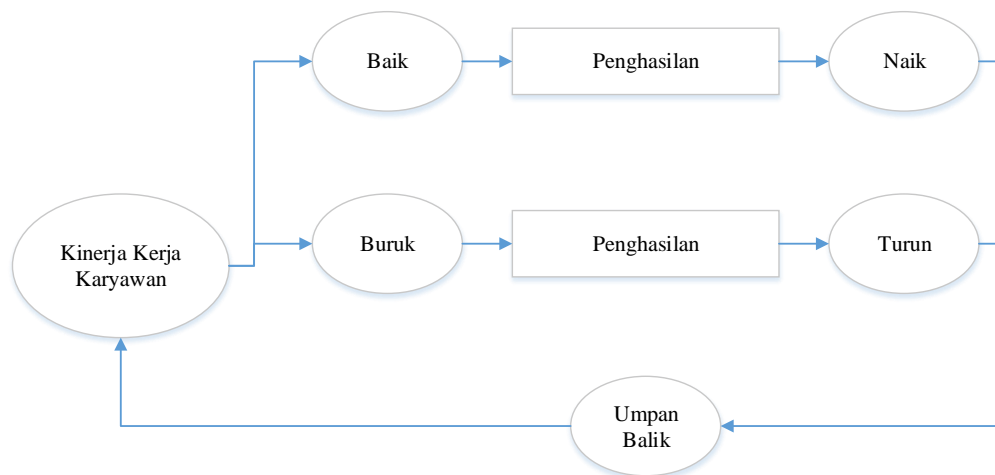 Baik
Penghasilan
Naik
Kinerja Kerja
Karyawan
Buruk
Penghasilan
Turun
Umpan
Balik